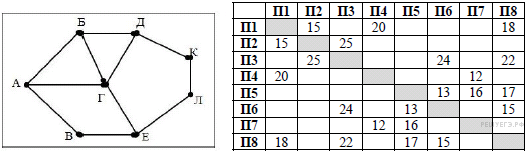 Б
Д
К
А
Г
Л
В
Е
П1 П2 П3 П4 П5 П6 П7 П8
П1 15 20 18
П2 15 25
П3 25 24 22
П4 20 12
П5 13 16 17
П6 24 13 15
П7 12 16
П8 18 22 17 15